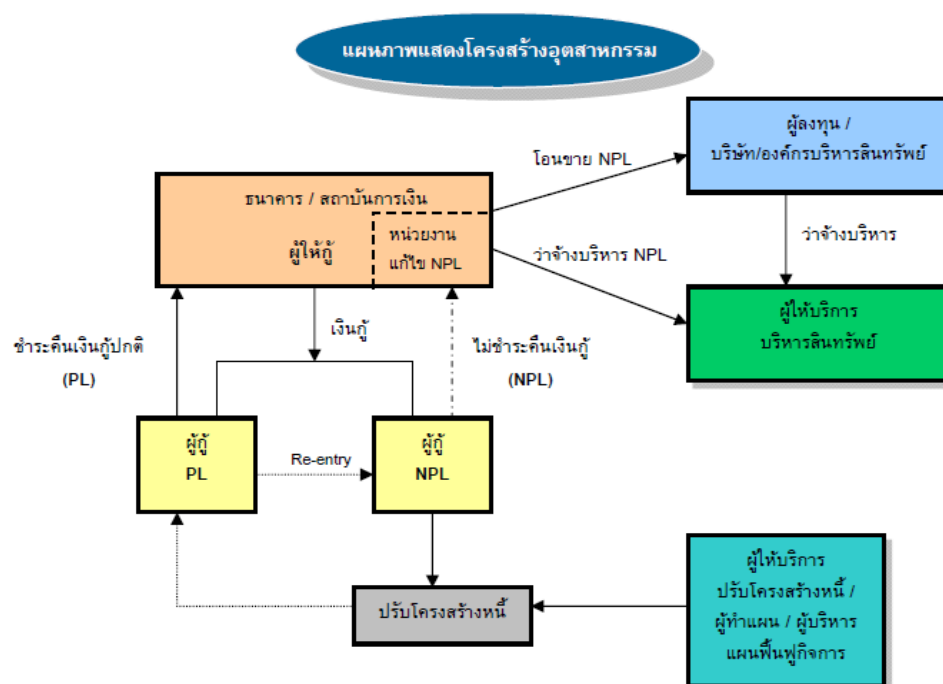 แผนภาพแสดงโครงสร้างอุตสาหกรรม
ผู้ลงทุน /
บริษัท/องค์กรบริหารสินทรัพย์
โอนขาย NPL
ธนาคาร / สถาบันการเงิน
ผู้ให้กู้
หน่วยงาน
แก้ไข NPL
ว่าจ้างบริหาร NPL
ว่าจ้างบริหาร
ผู้ให้บริการ
บริหารสินทรัพย์
ชำระคืนเงินกู้ปกติ
(PL)
เงินกู้
ไม่ชำระคืนเงินกู้
(NPL)
ผู้กู้
PL
Re-entry
ผู้กู้
NPL
ปรับโครงสร้างหนี้
ผู้ให้บริการ
ปรับโครงสร้างหนี้ /
ผู้ทำแผน / ผู้บริหาร
แผนฟื้นฟูกิจการ